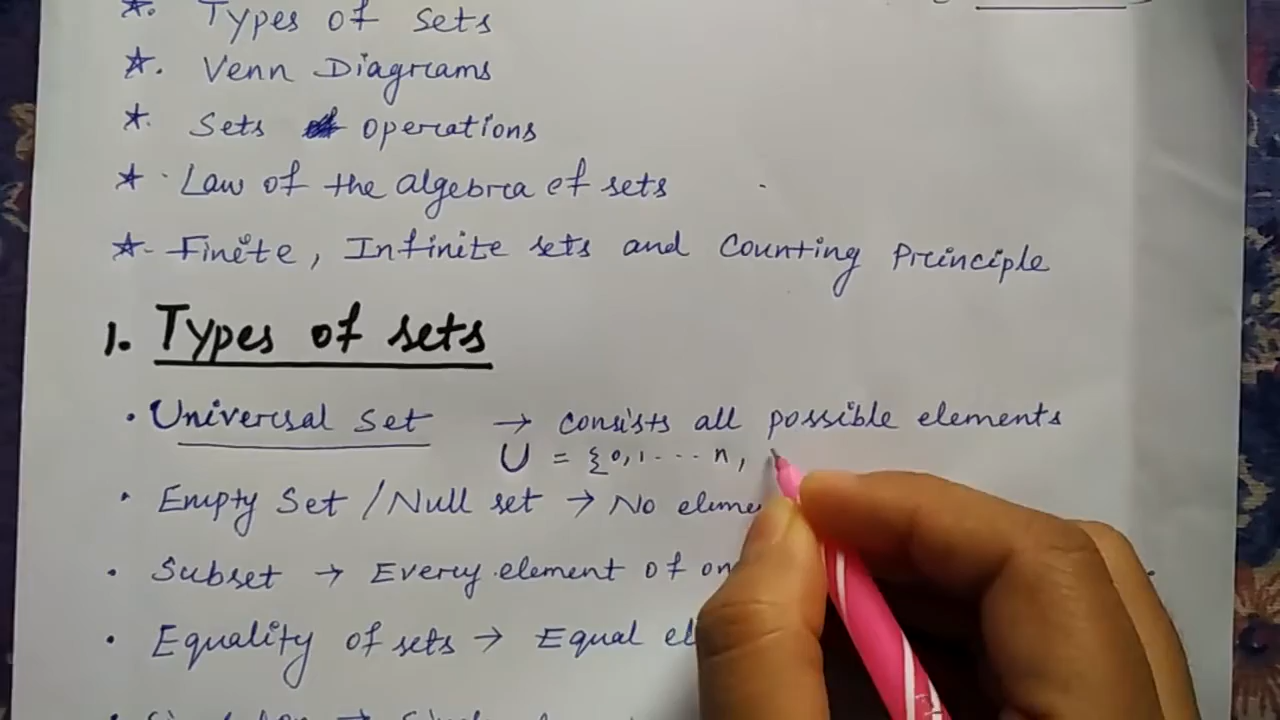 *. Types of sets
*. Venn Diagrams
*. Sets operations
* . Law of the algebra of sets
*- Finite, Infinite sets and Counting Principle
1. Types of sets
• Universal set → consists all possible elements
U = {0,1 .... n,
• Empty Set / Null set → No eleme
• Subset → Every element of on
• Equality of sets → Equal el